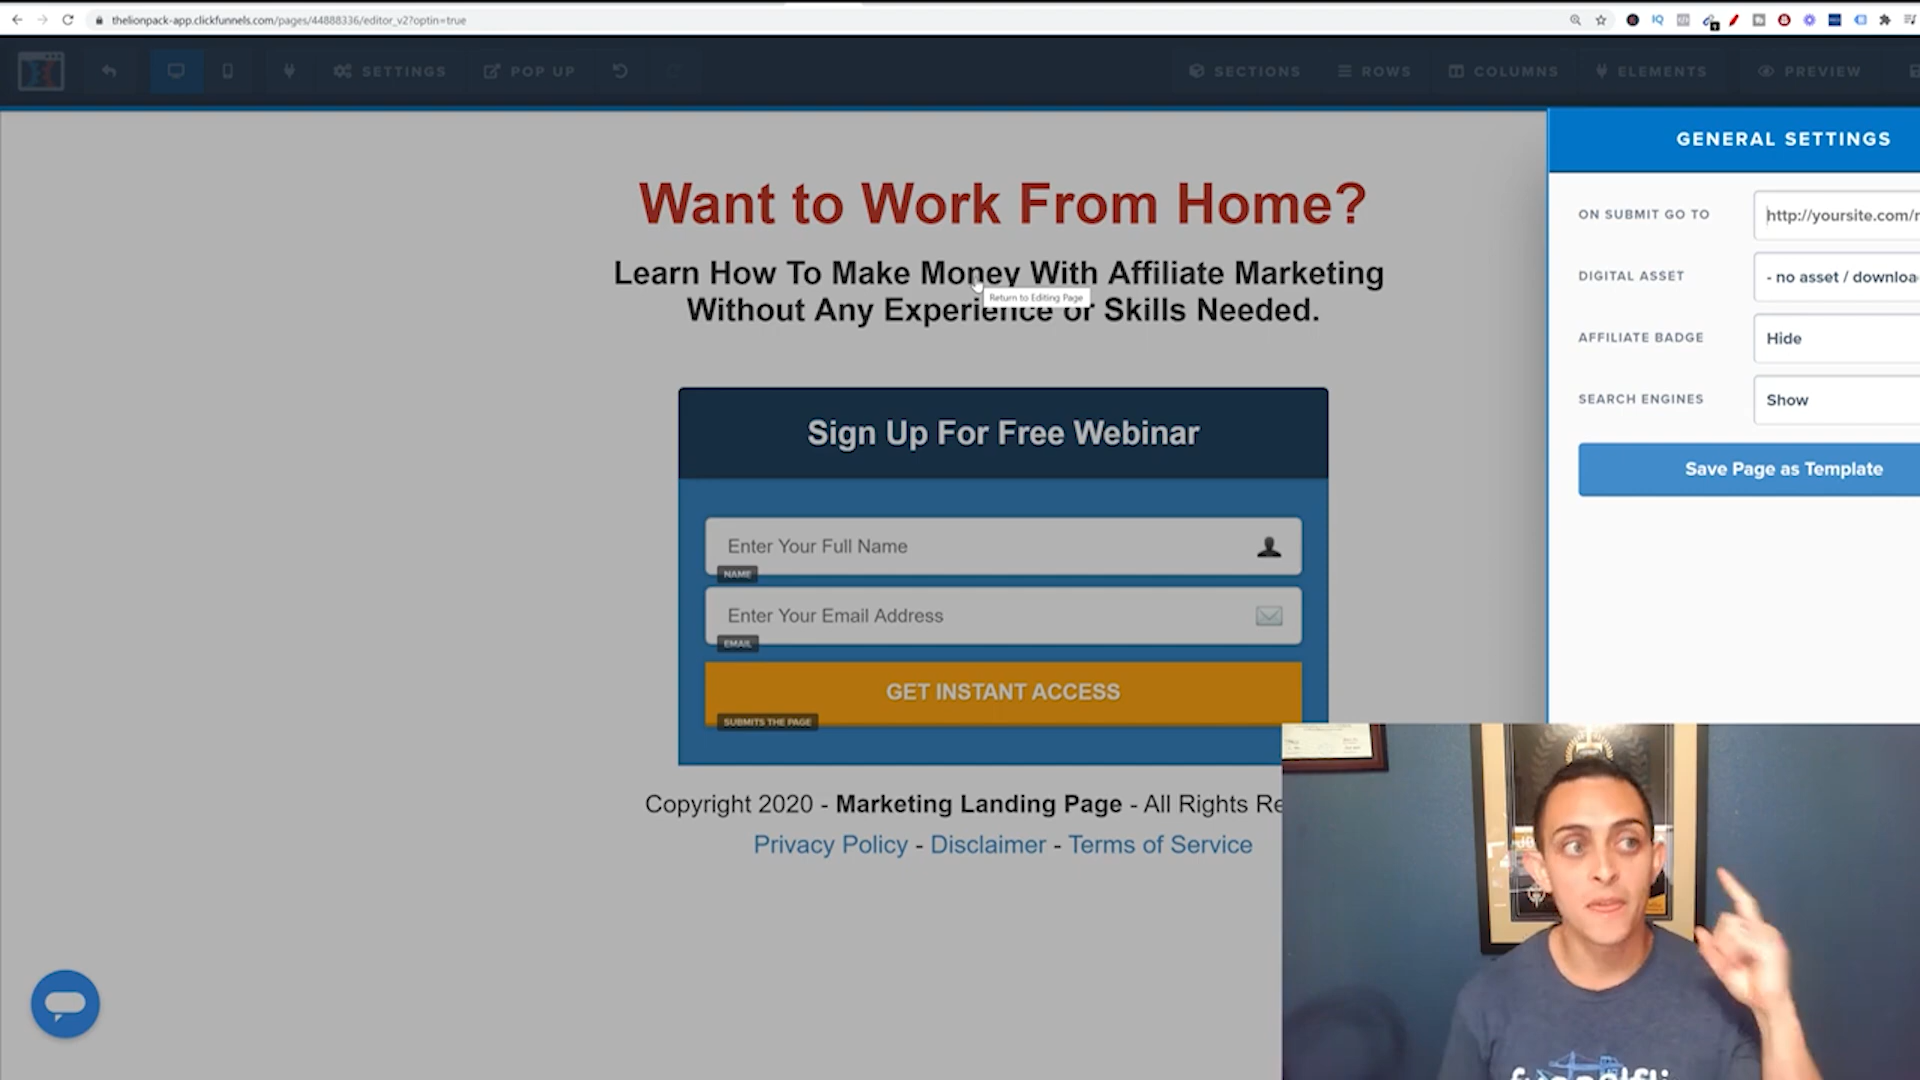 thelionpack-app.clickfunnels.com/pages/44888336/editor_v2?optin=true
SETTINGS
POP UP
SECTIONS
ROWS
COLUMNS
ELEMENTS
PREVIEW
GENERAL SETTINGS
Want to Work From Home?
Learn How To Make Money With Affiliate Marketing
Return to Editing Page
Without Any Experience or Skills Needed.
ON SUBMIT GO TO
http://yoursite.com/
DIGITAL ASSET
- no asset / downloa
AFFILIATE BADGE
Hide
SEARCH ENGINES
Show
Save Page as Template
Sign Up For Free Webinar
Enter Your Full Name
NAME
Enter Your Email Address
EMAIL
GET INSTANT ACCESS
SUBMITS THE PAGE
Copyright 2020 - Marketing Landing Page - All Rights Re
Privacy Policy - Disclaimer - Terms of Service